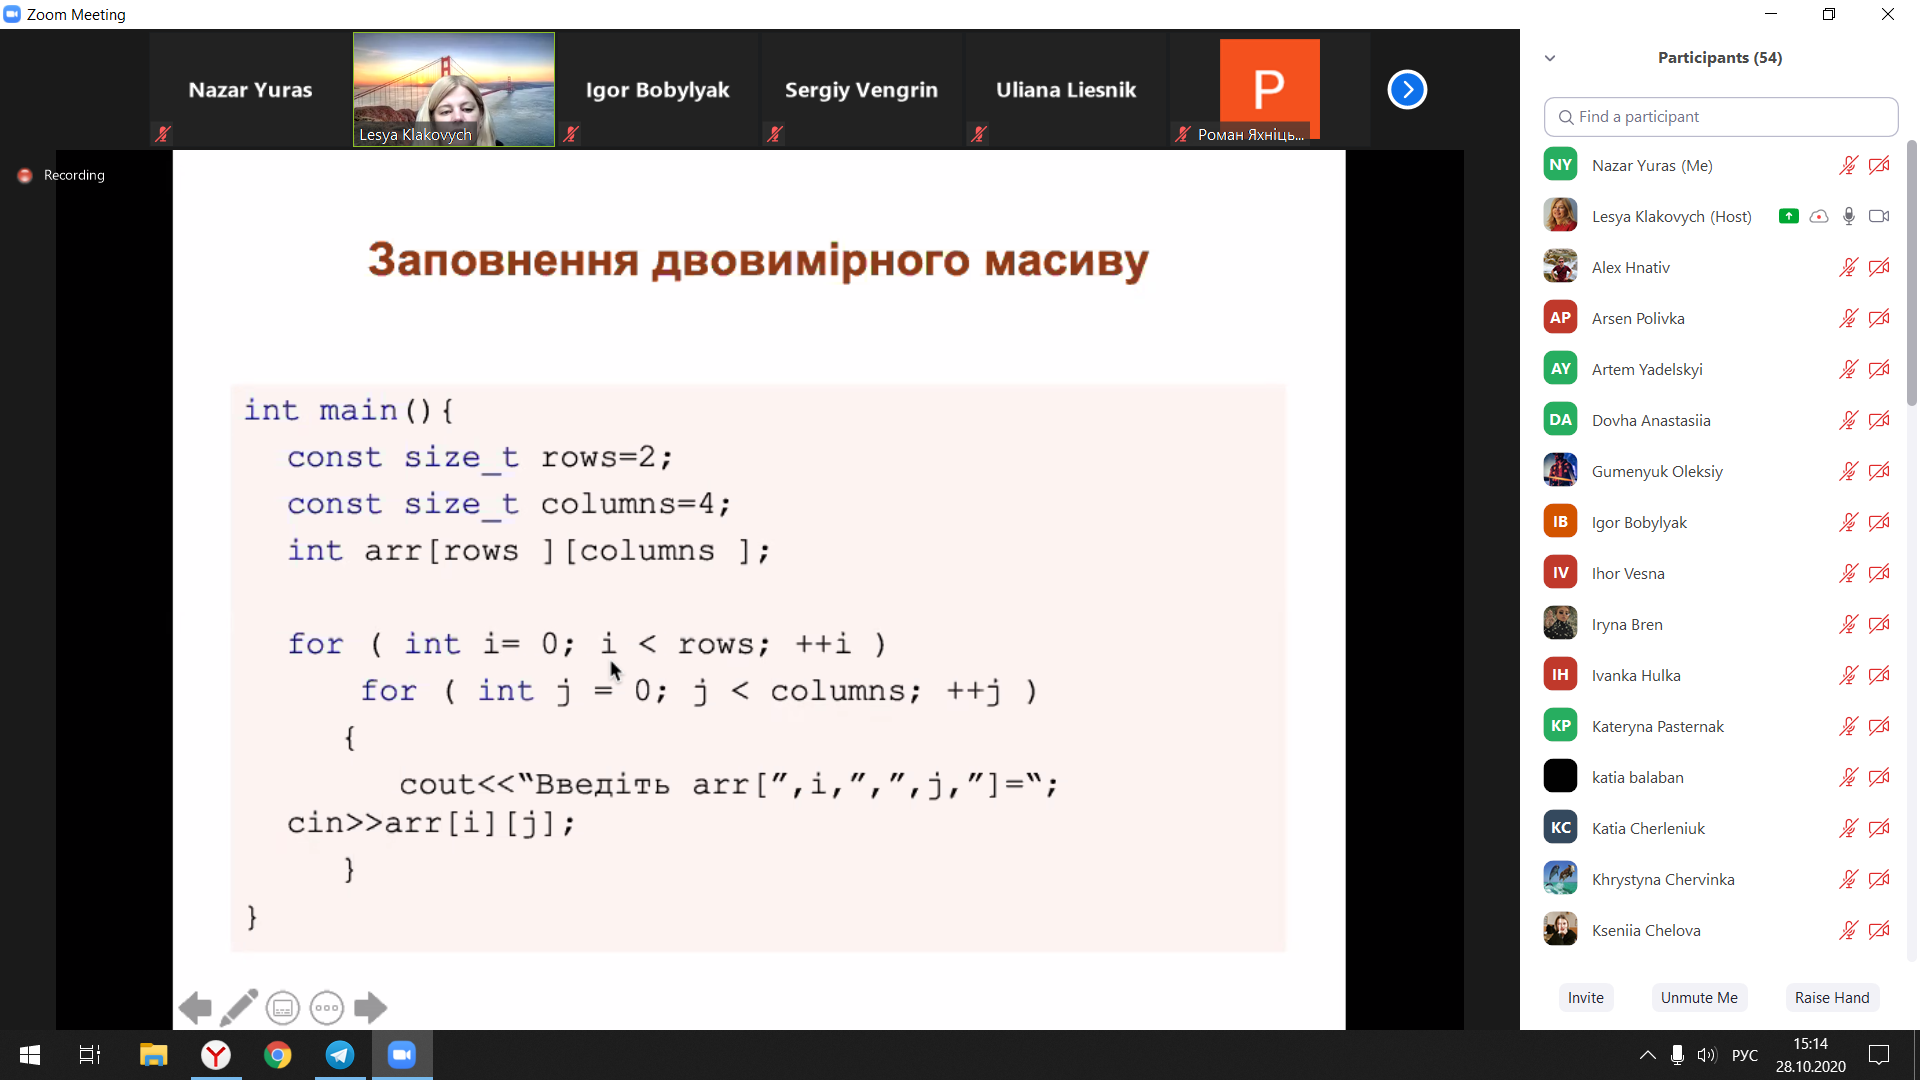 Zoom Meeting
Nazar Yuras
Lesya Klakovych
Igor Bobylyak
Sergiy Vengrin
Uliana Liesnik
P
Роман Яхніць...
Recording
Заповнення двовимірного масиву
int main(){
const size_t rows=2;
const size_t columns=4;
int arr[rows ][columns ];
for ( int i= 0; i < rows; ++i )
for ( int j = 0; j < columns; ++j )
{
cout<<“Введіть arr[”,i,”,”,j,”]=“;
cin>>arr[i][j];
}
}
Participants (54)
Find a participant
NY Nazar Yuras (Me)
Lesya Klakovych (Host)
Alex Hnativ
AP Arsen Polivka
AY Artem Yadelskyi
DA Dovha Anastasiia
Gumenyuk Oleksiy
IB Igor Bobylyak
IV Ihor Vesna
Iryna Bren
IH Ivanka Hulka
KP Kateryna Pasternak
katia balaban
KC Katia Cherleniuk
Khrystyna Chervinka
Kseniia Chelova
Invite
Unmute Me
Raise Hand
РУС
15:14
28.10.2020